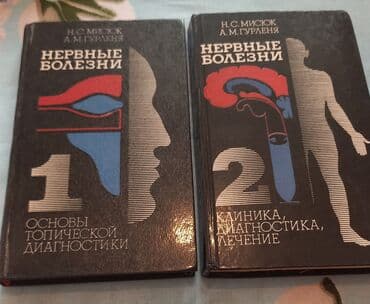 Н.С.МИСЮК
А.М.ГУРЛЕНЯ
НЕРВНЫЕ
БОЛЕЗНИ
1
ОСНОВЫ
ТОПИЧЕСКОЙ
ДИАГНОСТИКИ
Н.С.МИСЮК
А.М.ГУРЛЕНЯ
НЕРВНЫЕ
БОЛЕЗНИ
2
КЛИНИКА,
ДИАГНОСТИКА,
ЛЕЧЕНИЕ